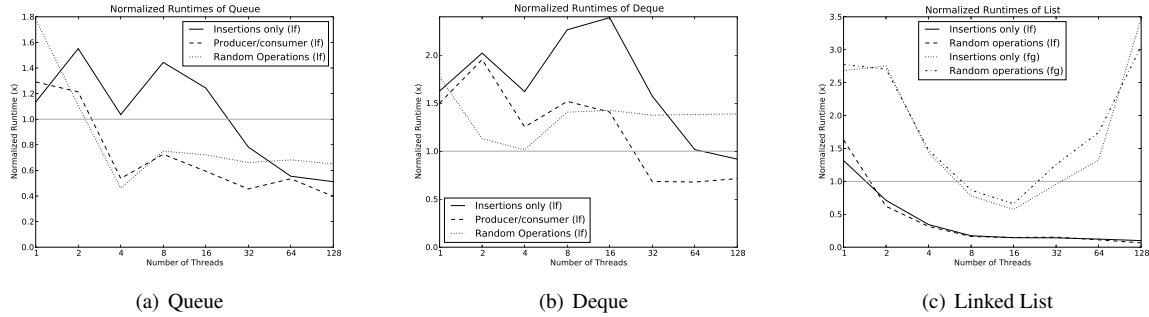 Normalized Runtimes of Queue
1.8
1.6
1.4
1.2
1.0
0.8
0.6
0.4
0.2
0.0
Normalized Runtime (x)
Insertions only (lf)
Producer/consumer (lf)
Random Operations (lf)
1 2 4 8 16 32 64 128
Number of Threads
(a) Queue
Normalized Runtimes of Deque
2.0
1.5
1.0
0.5
0.0
Normalized Runtime (x)
Insertions only (lf)
Producer/consumer (lf)
Random Operations (lf)
1 2 4 8 16 32 64 128
Number of Threads
(b) Deque
Normalized Runtimes of List
3.5
3.0
2.5
2.0
1.5
1.0
0.5
0.0
Normalized Runtime (x)
Insertions only (lf)
Random operations (lf)
Insertions only (fg)
Random operations (fg)
1 2 4 8 16 32 64 128
Number of Threads
(c) Linked List